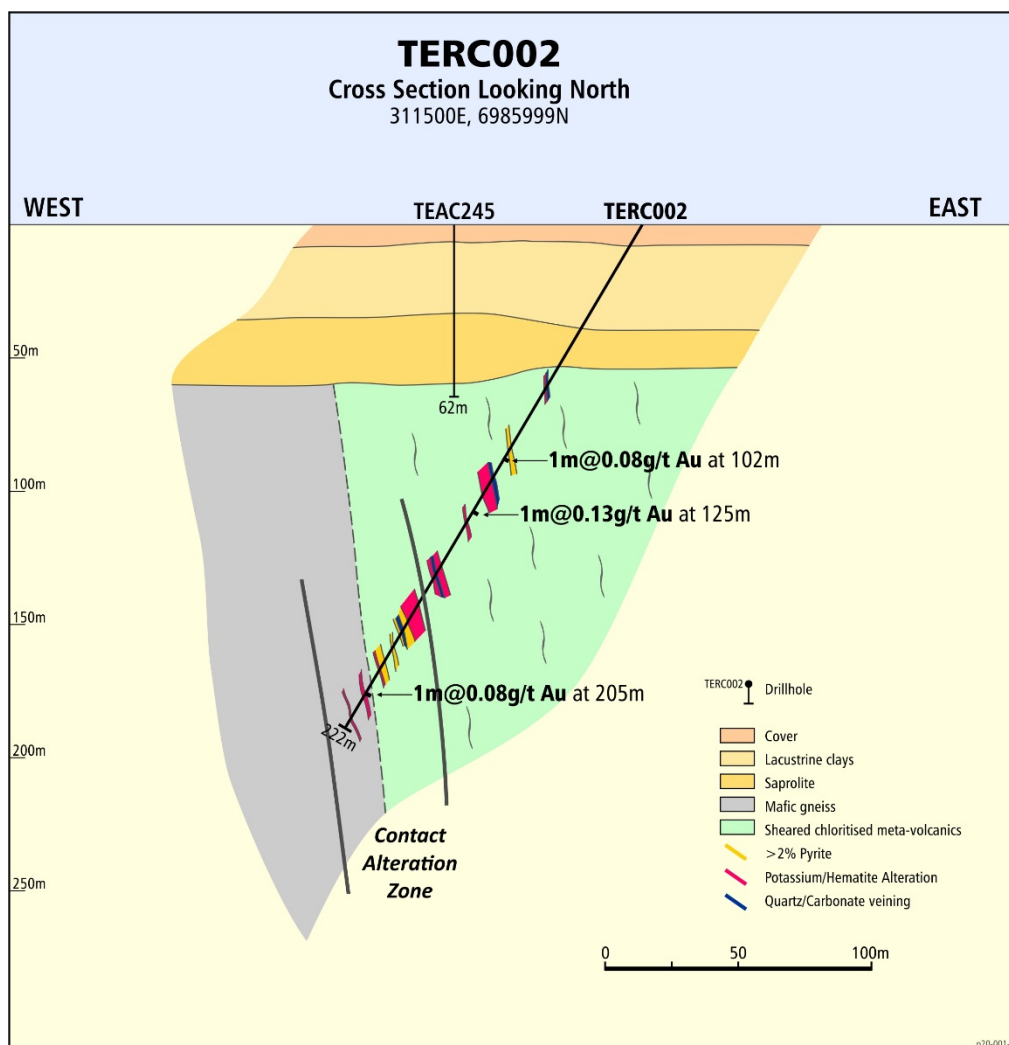 TERC002
Cross Section Looking North
311500E, 6985999N
WEST
TEAC245
TERC002
EAST
50m
62m
1m@0.08g/t Au at 102m
100m
1m@0.13g/t Au at 125m
150m
1m@0.08g/t Au at 205m
222m
200m
250m
Contact
Alteration
Zone
TERC002 Drillhole
Cover
Lacustrine clays
Saprolite
Mafic gneiss
Sheared chloritised meta-volcanics
>2% Pyrite
Potassium/Hematite Alteration
Quartz/Carbonate veining
0 50 100m